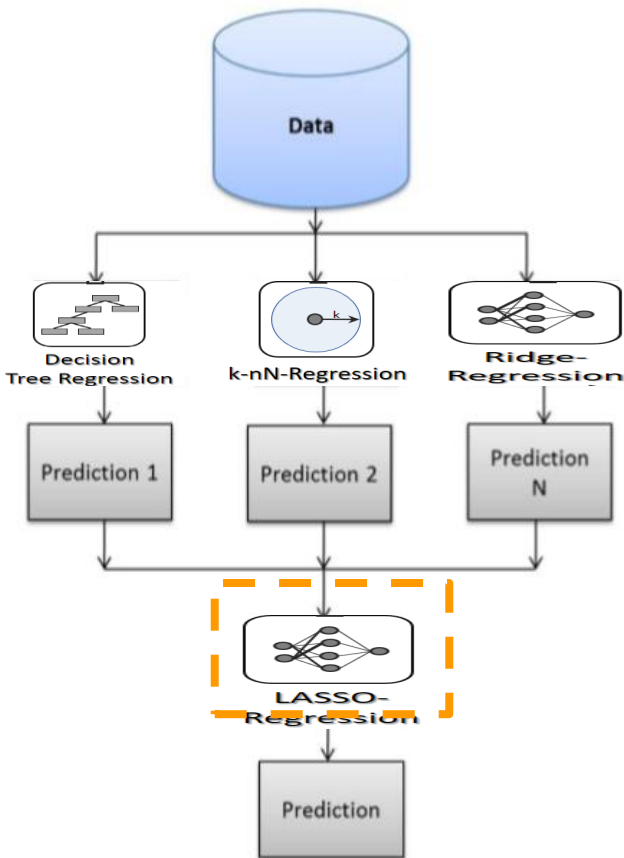 Data
k
Decision
Tree Regression
k-nN-Regression
Ridge-
Regression
Prediction 1
Prediction 2
Prediction
N
LASSO-
Regression
Prediction